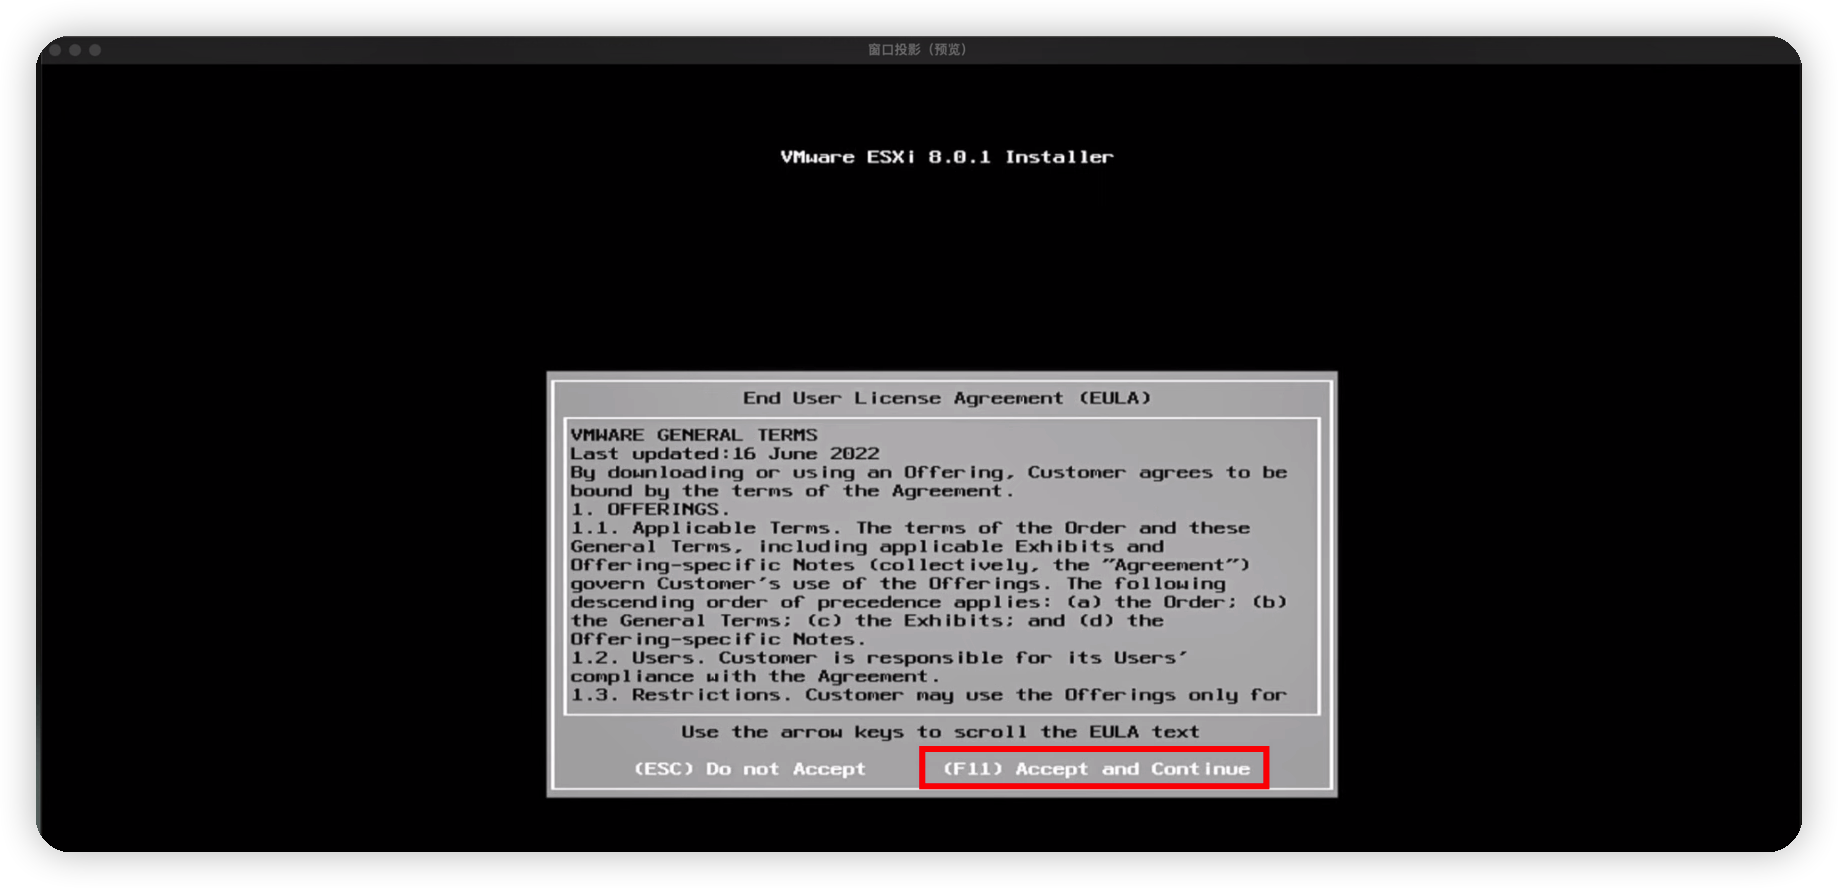 窗口投影（预览）
VMware ESXi 8.0.1 Installer
End User License Agreement (EULA)
VMWARE GENERAL TERMS
Last updated:16 June 2022
By downloading or using an Offering, Customer agrees to be
bound by the terms of the Agreement.
1. OFFERINGS.
1.1. Applicable Terms. The terms of the Order and these
General Terms, including applicable Exhibits and
Offering-specific Notes (collectively, the "Agreement")
govern Customer's use of the Offerings. The following
descending order of precedence applies: (a) the Order; (b)
the General Terms; (c) the Exhibits; and (d) the
Offering-specific Notes.
1.2. Users. Customer is responsible for its Users'
compliance with the Agreement.
1.3. Restrictions. Customer may use the Offerings only for
Use the arrow keys to scroll the EULA text
(ESC) Do not Accept (F11) Accept and Continue